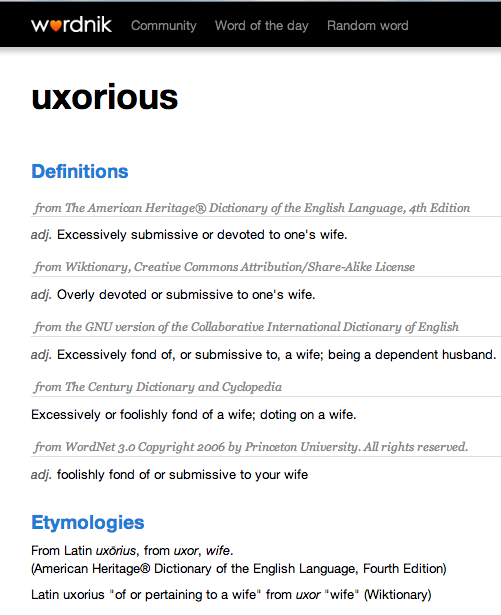 wordnik Community Word of the day Random word
uxorious
Definitions
from The American Heritage® Dictionary of the English Language, 4th Edition
adj. Excessively submissive or devoted to one's wife.
from Wiktionary, Creative Commons Attribution/Share-Alike License
adj. Overly devoted or submissive to one's wife.
from the GNU version of the Collaborative International Dictionary of English
adj. Excessively fond of, or submissive to, a wife; being a dependent husband.
from The Century Dictionary and Cyclopedia
Excessively or foolishly fond of a wife; doting on a wife.
from WordNet 3.0 Copyright 2006 by Princeton University. All rights reserved.
adj. foolishly fond of or submissive to your wife
Etymologies
From Latin uxōrius, from uxor, wife.
(American Heritage® Dictionary of the English Language, Fourth Edition)
Latin uxorius "of or pertaining to a wife" from uxor "wife" (Wiktionary)